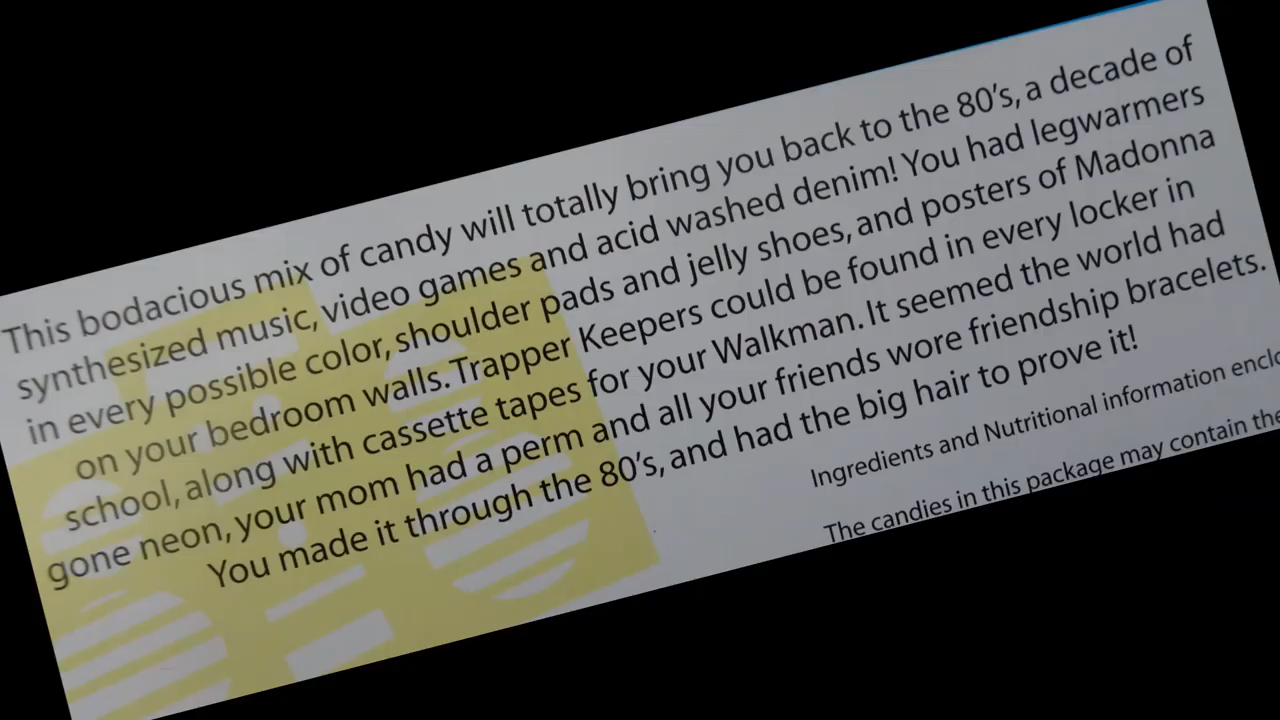 This bodacious mix of candy will totally bring you back to the 80's, a decade of
synthesized music, video games and acid washed denim! You had legwarmers
in every possible color, shoulder pads and jelly shoes, and posters of Madonna
on your bedroom walls. Trapper Keepers could be found in every locker in
school, along with cassette tapes for your Walkman. It seemed the world had
gone neon, your mom had a perm and all your friends wore friendship bracelets.
You made it through the 80's, and had the big hair to prove it!
Ingredients and Nutritional information
The candies in this package may contain